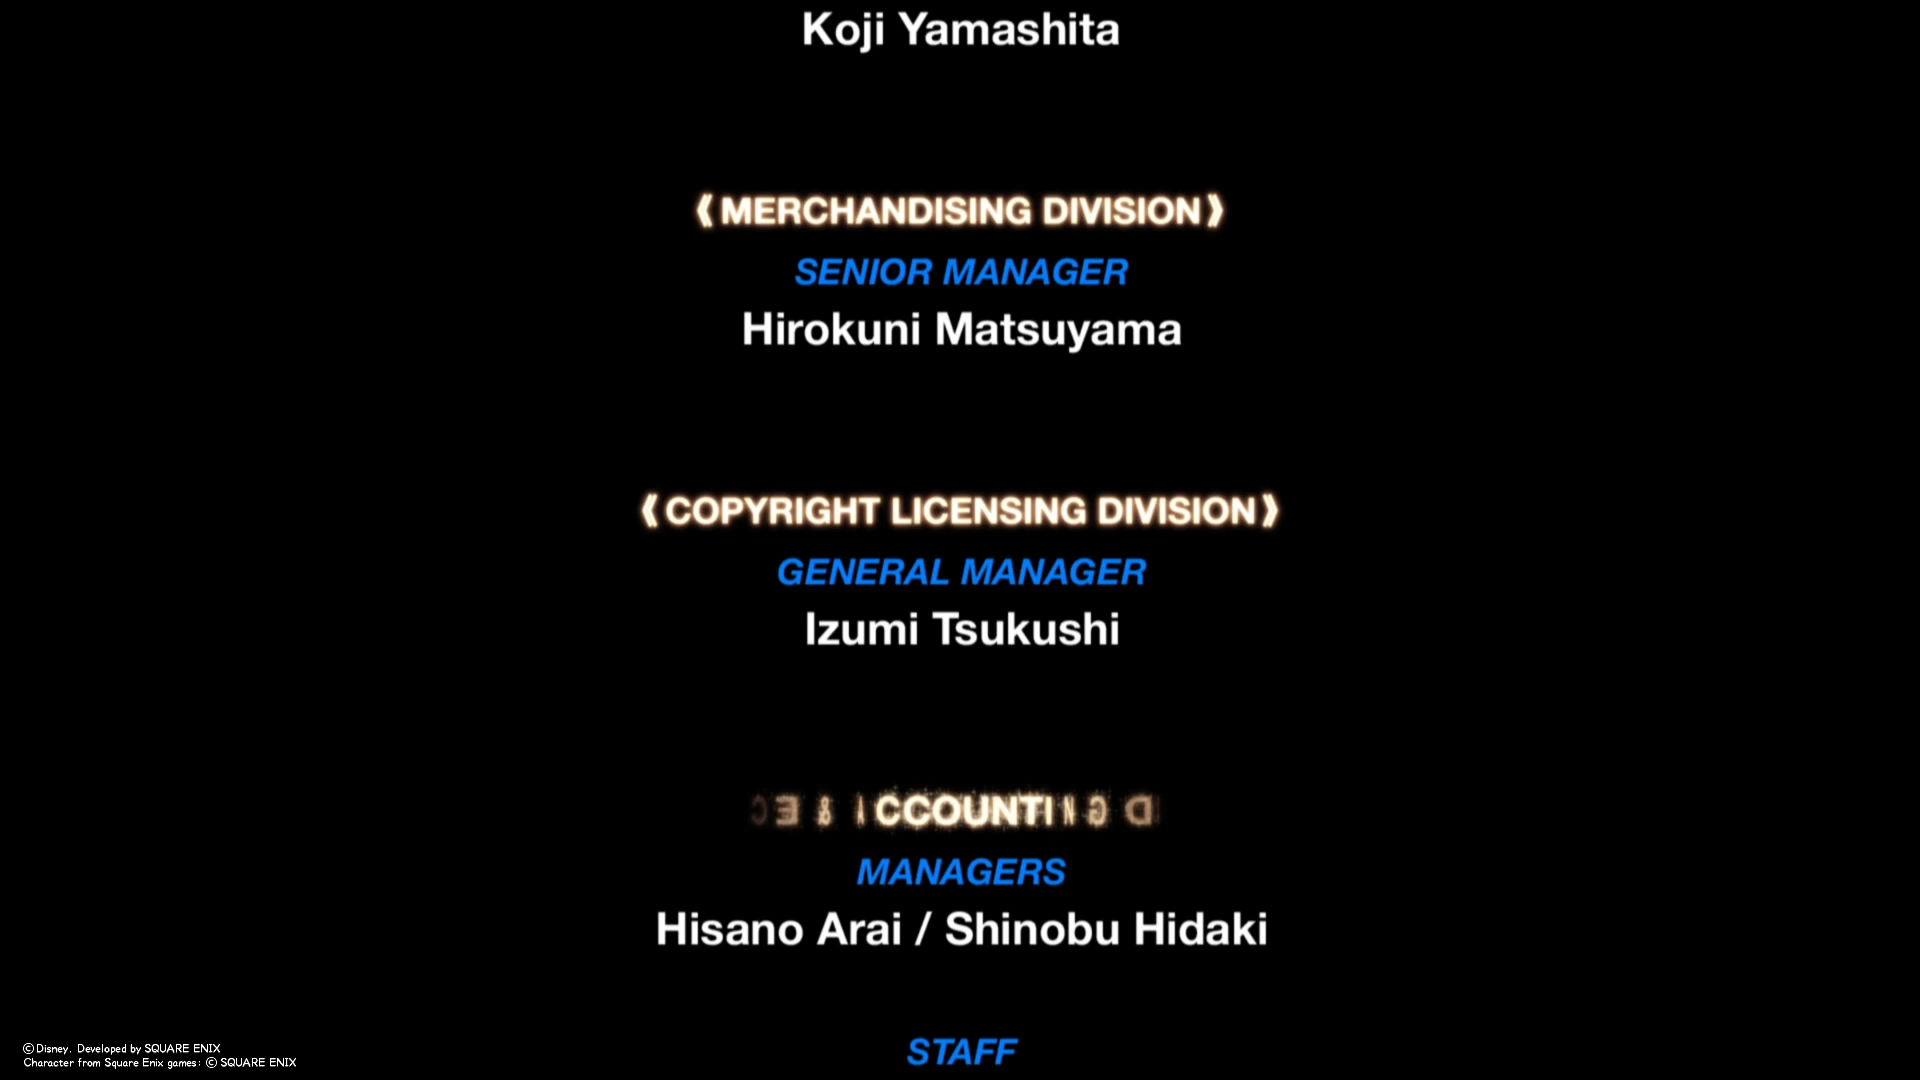 Koji Yamashita
《MERCHANDISING DIVISION》
SENIOR MANAGER
Hirokuni Matsuyama
《COPYRIGHT LICENSING DIVISION》
GENERAL MANAGER
Izumi Tsukushi
MANAGERS
Hisano Arai / Shinobu Hidaki
STAFF
©Disney. Developed by SQUARE ENIX
Character from Square Enix games: © SQUARE ENIX